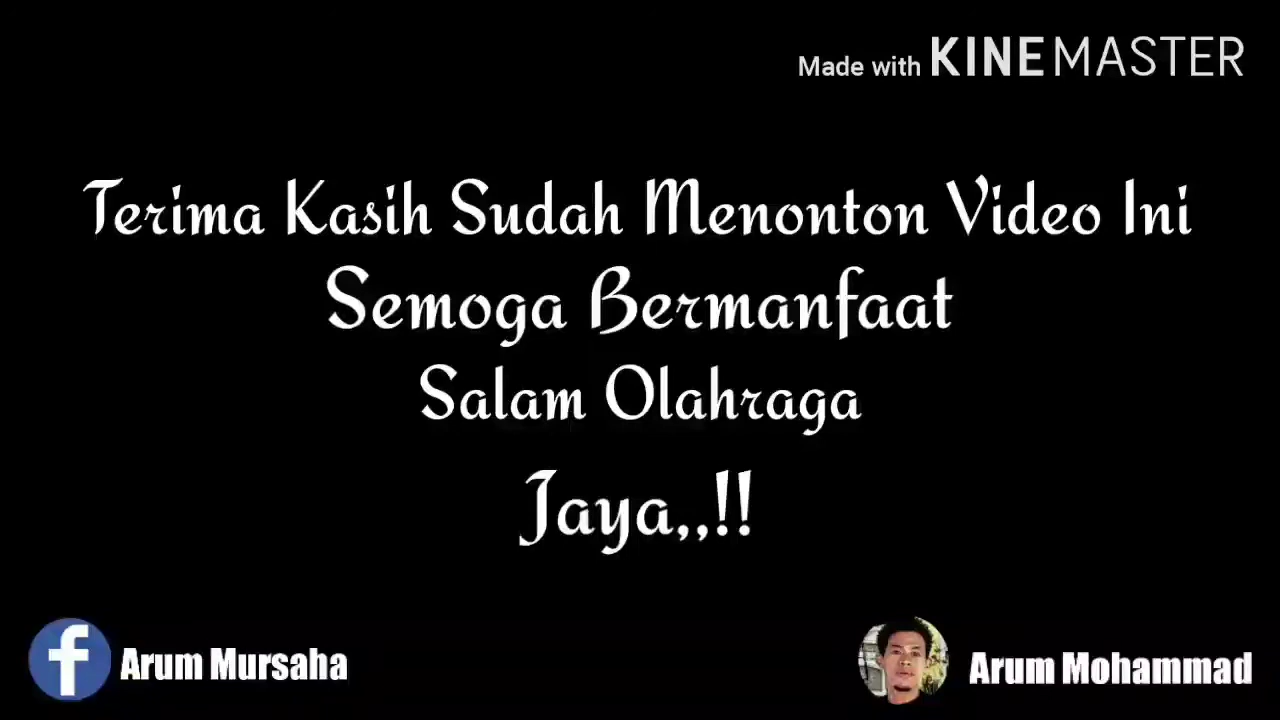 Made with KINEMASTER
Terima Kasih Sudah Menonton Video Ini
Semoga Bermanfaat
Salam Olahraga
Jaya,,!!
f Arum Mursaha
Arum Mohammad